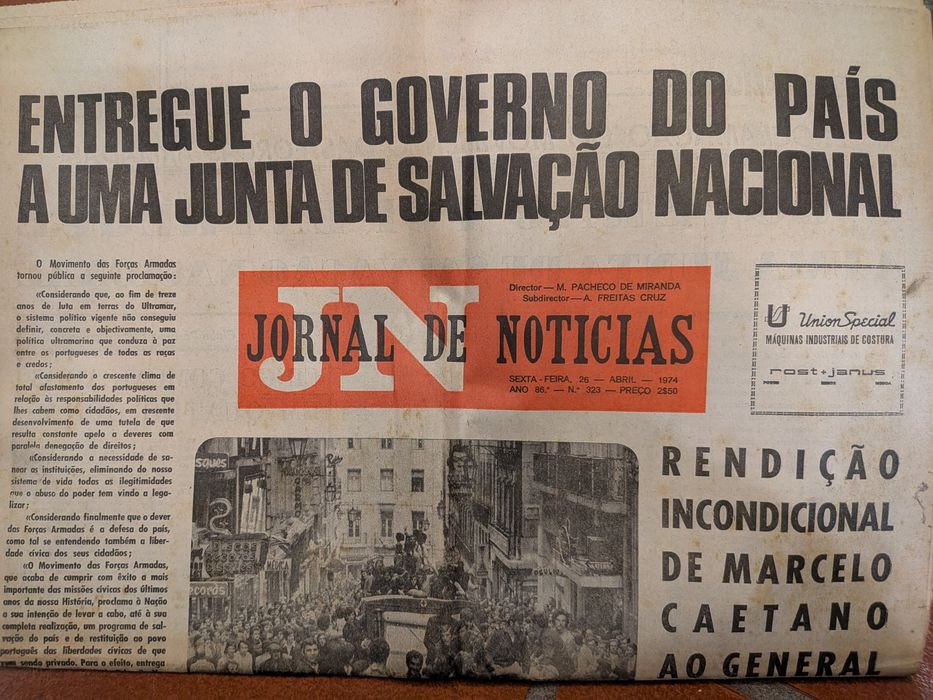 ENTREGUE O GOVERNO DO PAÍS
A UMA JUNTA DE SALVAÇÃO NACIONAL
O Movimento das Forças Armadas
tornou pública a seguinte proclamação:
«Considerando que, ao fim de treze
anos de luta em terras do Ultramar,
o sistema político vigente não conseguiu
definir, concreta e objectivamente, uma
política ultramarina que conduza à paz
entre os portugueses de todas as raças
e credos;
«Considerando o crescente clima de
total afastamento dos portugueses em
relação às responsabilidades políticas que
lhes cabem como cidadãos, em crescente
desenvolvimento de uma tutela de que
resulta constante apelo a deveres com
paralela denegação de direitos;
«Considerando a necessidade de sa-
near as instituições, eliminando do nosso
sistema de vida todas as ilegitimidades
que o abuso do poder tem vindo a lega-
lizar;
«Considerando finalmente que o dever
das Forças Armadas é a defesa do país,
como tal se entendendo também a liber-
dade cívica dos seus cidadãos;
«O Movimento das Forças Armadas,
que acaba de cumprir com êxito a mais
importante das missões cívicas dos últimos
anos da nossa História, proclama à Nação
a sua intenção de levar a cabo, até à sua
completa realização, um programa de sal-
vação do país e de restituição ao povo
português das liberdades cívicas de que
vem sendo privado. Para o efeito, entrega
JN
JORNAL DE NOTICIAS
Director — M. PACHECO DE MIRANDA
Subdirector — A. FREITAS CRUZ
SEXTA-FEIRA, 26 — ABRIL — 1974
ANO 86.º — N.º 323 — PREÇO 2$50
US
Union Special
MÁQUINAS INDUSTRIAIS DE COSTURA
rost+janus
RENDIÇÃO
INCONDICIONAL
DE MARCELO
CAETANO
AO GENERAL